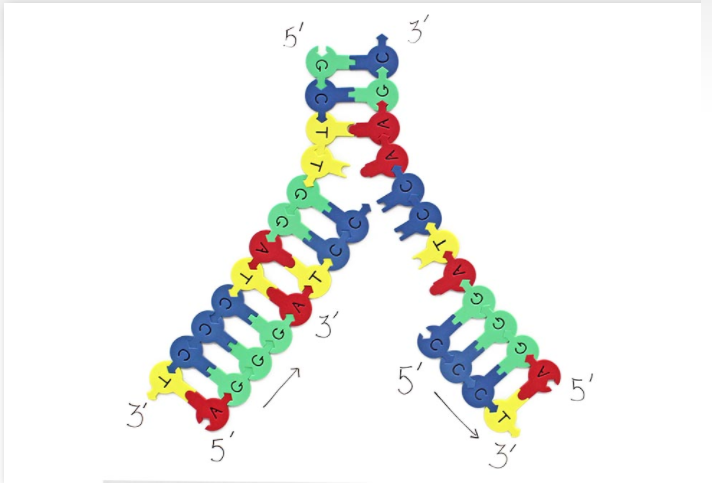 5' 3'
G C
C G
T A
T A
G C
G C C
A C T
T T A
C A G
3'
C G G
C G C G
T G C A
5' 5'
C
3' A T
5' 3'